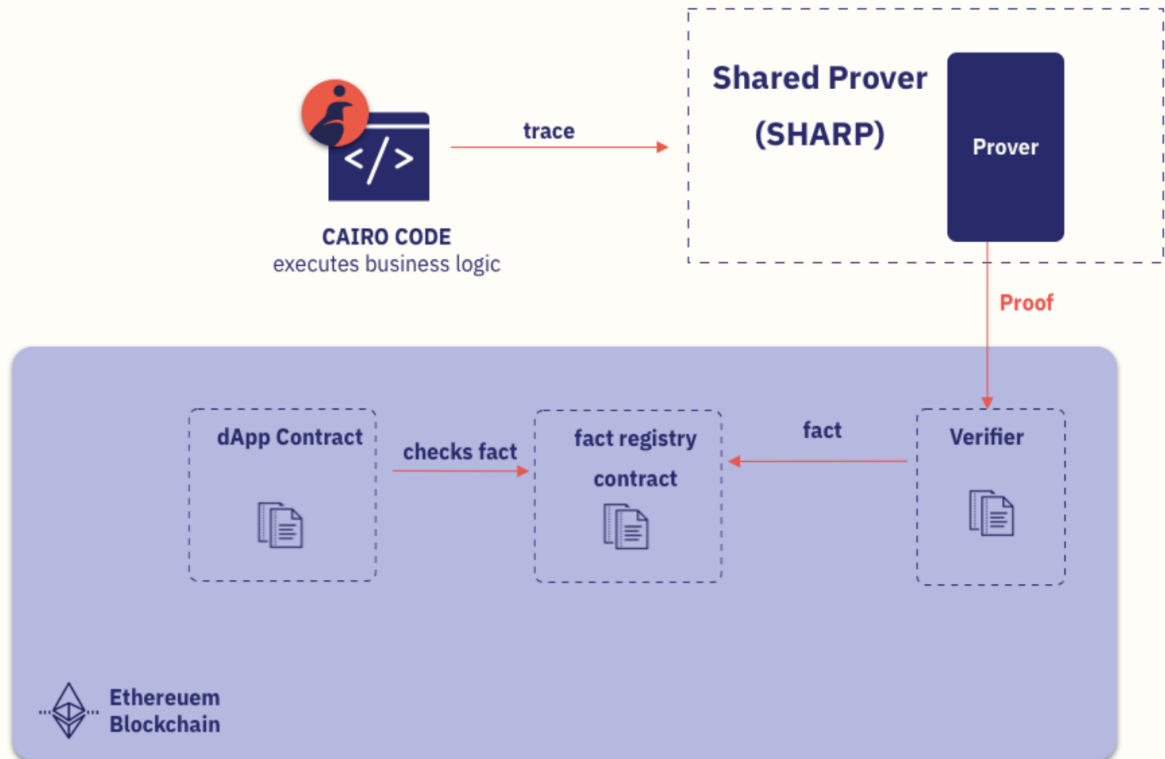 Shared Prover
(SHARP)
Prover
trace
</>
CAIRO CODE
executes business logic
Proof
dApp Contract
checks fact
fact registry
contract
fact
Verifier
Ethereuem
Blockchain